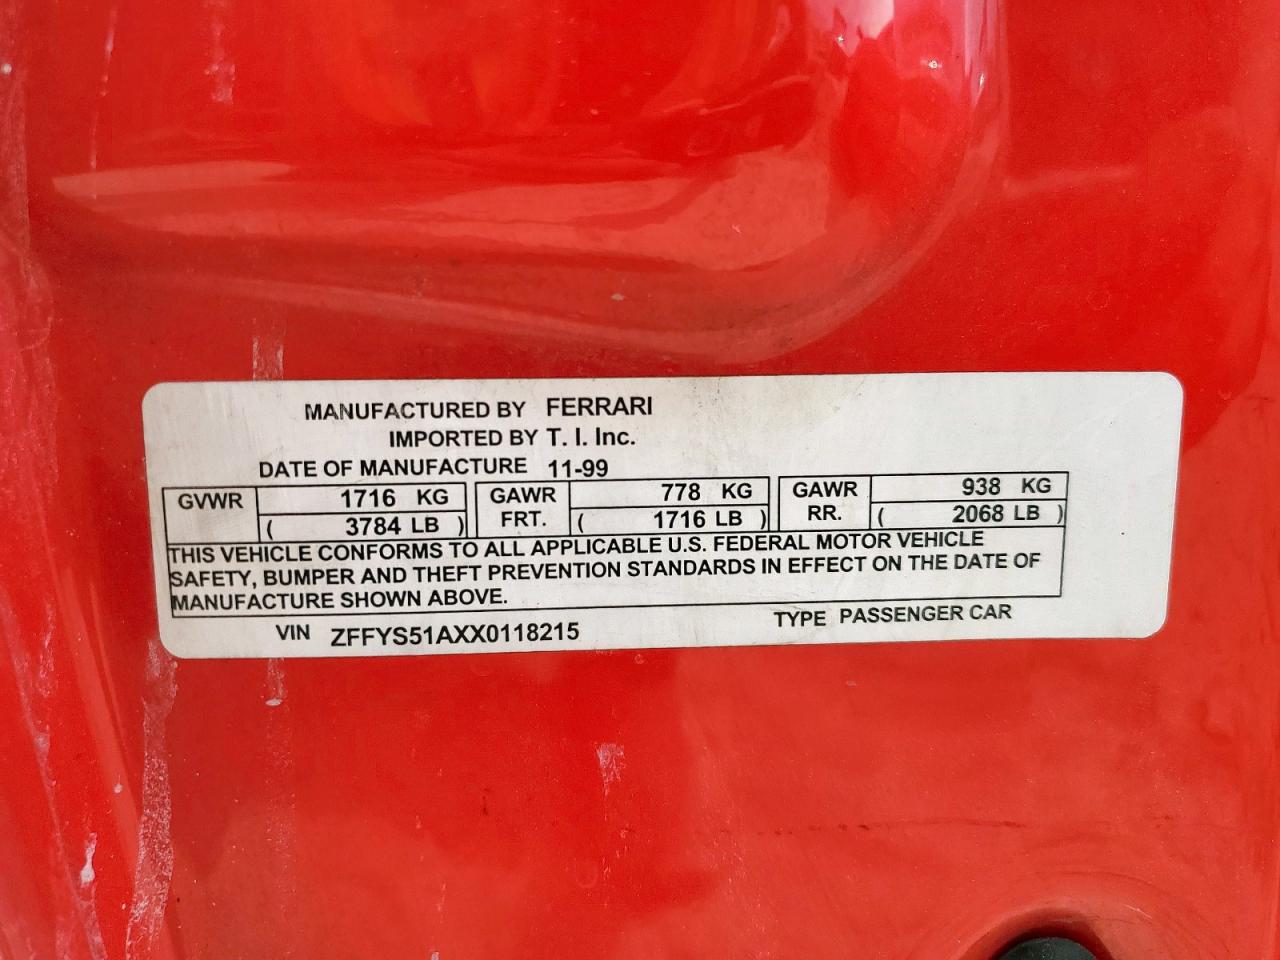 MANUFACTURED BY FERRARI
IMPORTED BY T. I. Inc.
DATE OF MANUFACTURE 11-99
GVWR 1716 KG GAWR 778 KG GAWR 938 KG
( 3784 LB ) FRT. ( 1716 LB ) RR. ( 2068 LB )
THIS VEHICLE CONFORMS TO ALL APPLICABLE U.S. FEDERAL MOTOR VEHICLE
SAFETY, BUMPER AND THEFT PREVENTION STANDARDS IN EFFECT ON THE DATE OF
MANUFACTURE SHOWN ABOVE.
VIN ZFFYS51AXX0118215 TYPE PASSENGER CAR